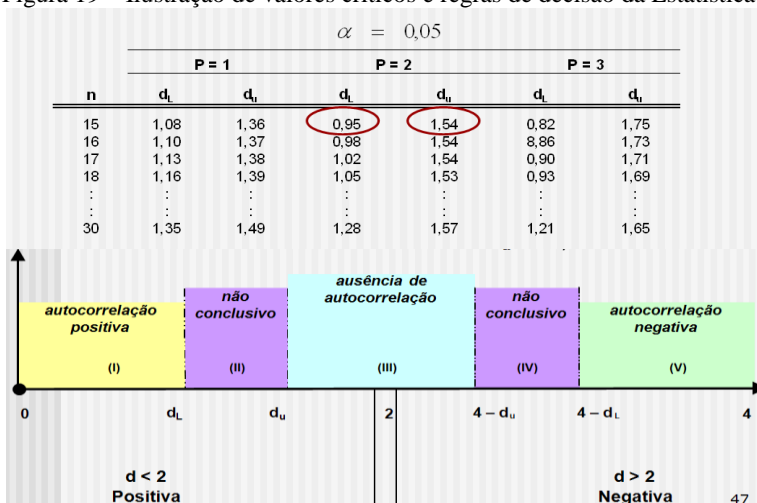 Figura 19 – Ilustração de valores críticos e regras de decisão da Estatística
α = 0,05
P = 1 P = 2 P = 3
n dL du dL du dL du
15 1,08 1,36 0,95 1,54 0,82 1,75
16 1,10 1,37 0,98 1,54 8,86 1,73
17 1,13 1,38 1,02 1,54 0,90 1,71
18 1,16 1,39 1,05 1,53 0,93 1,69
: : : : : : :
: : : : : : :
30 1,35 1,49 1,28 1,57 1,21 1,65
autocorrelação
positiva
(I)
não
conclusivo
(II)
ausência de
autocorrelação
(III)
não
conclusivo
(IV)
autocorrelação
negativa
(V)
0 dL du 2 4 – du 4 – dL 4
d < 2
Positiva
d > 2
Negativa
47